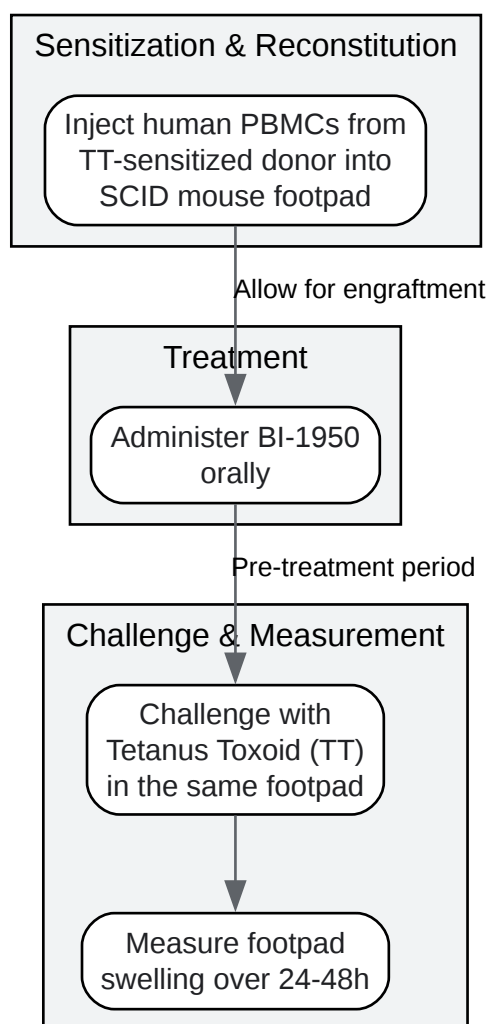 Sensitization & Reconstitution
Inject human PBMCs from
TT-sensitized donor into
SCID mouse footpad
Allow for engraftment
Treatment
Administer BI-1950
orally
Pre-treatment period
Challenge & Measurement
Challenge with
Tetanus Toxoid (TT)
in the same footpad
Measure footpad
swelling over 24-48h